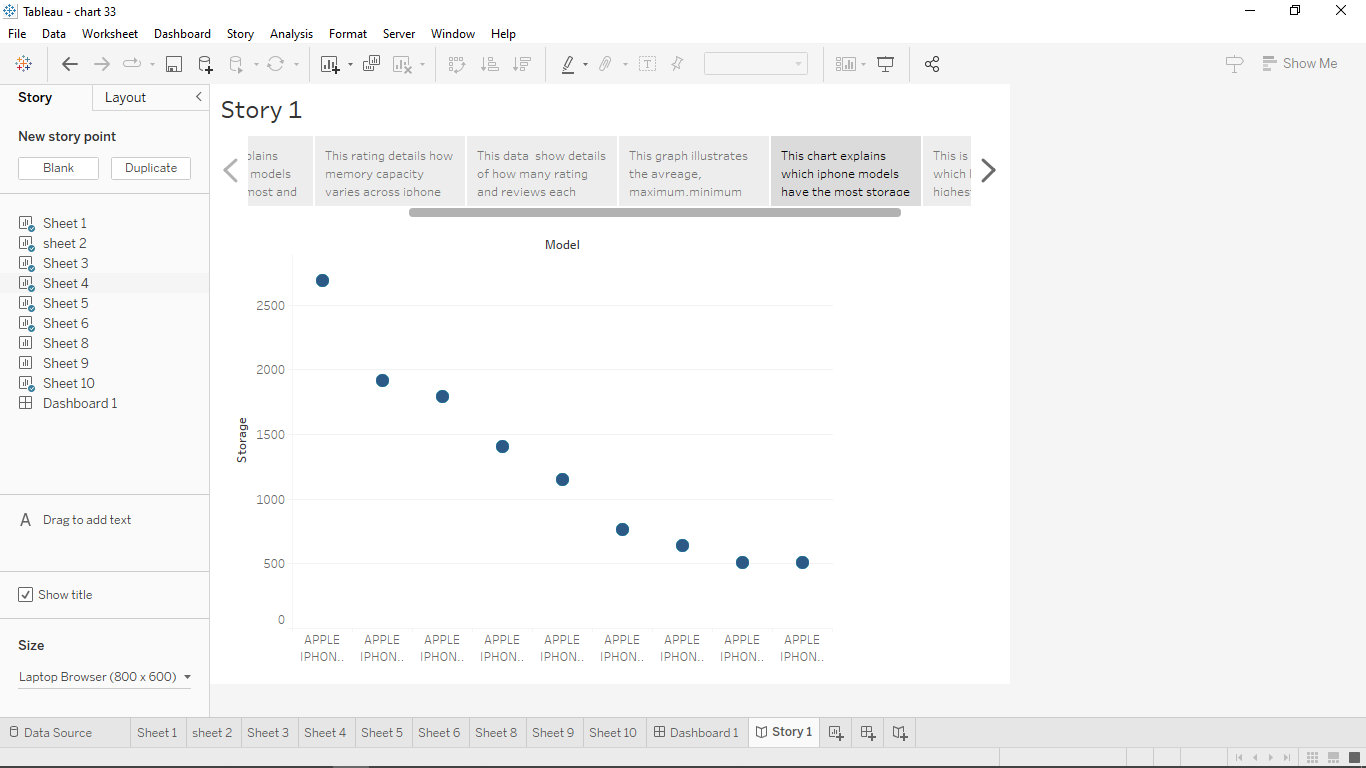 Tableau - chart 33
File Data Worksheet Dashboard Story Analysis Format Server Window Help
Show Me
Story Layout
New story point
Blank Duplicate
Sheet 1
sheet 2
Sheet 3
Sheet 4
Sheet 5
Sheet 6
Sheet 8
Sheet 9
Sheet 10
Dashboard 1
A Drag to add text
Show title
Size
Laptop Browser (800 x 600)
Story 1
plains
models
most and
This rating details how
memory capacity
varies across iphone
This data show details
of how many rating
and reviews each
This graph illustrates
the avreage,
maximum.minimum
This chart explains
which iphone models
have the most storage
This is
which
highes
Model
Storage
2500
2000
1500
1000
500
0
APPLE IPHON..
APPLE IPHON..
APPLE IPHON..
APPLE IPHON..
APPLE IPHON..
APPLE IPHON..
APPLE IPHON..
APPLE IPHON..
APPLE IPHON..
Data Source Sheet 1 sheet 2 Sheet 3 Sheet 4 Sheet 5 Sheet 6 Sheet 8 Sheet 9 Sheet 10 Dashboard 1 Story 1